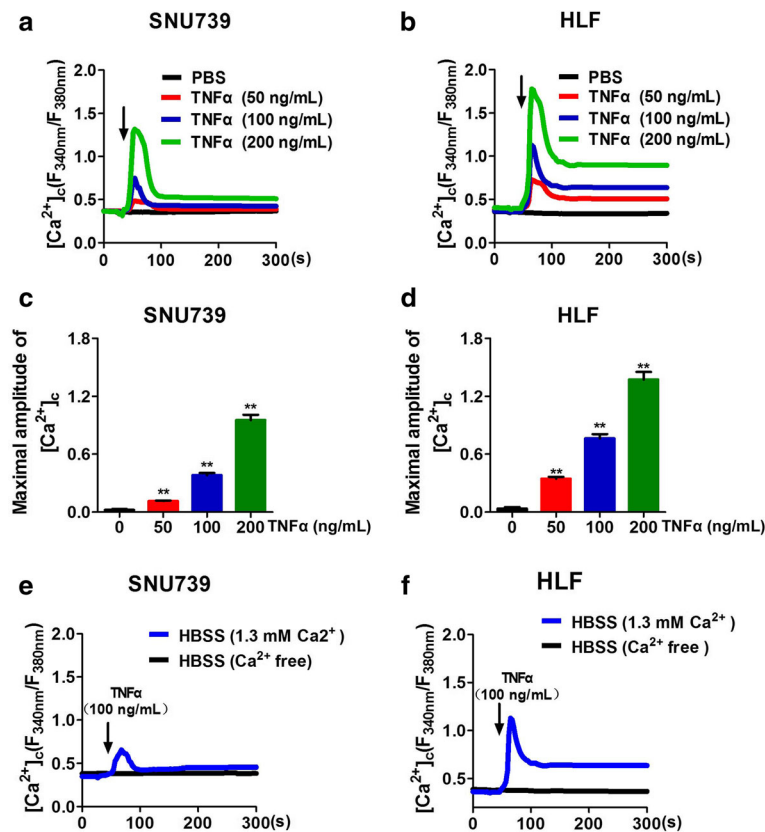 a
SNU739
[Ca²⁺]c(F340nm/F380nm)
2.0
1.5
1.0
0.5
0.0
PBS
TNFα (50 ng/mL)
TNFα (100 ng/mL)
TNFα (200 ng/mL)
0 100 200 300(s)
b
HLF
[Ca²⁺]c(F340nm/F380nm)
2.0
1.5
1.0
0.5
0.0
PBS
TNFα (50 ng/mL)
TNFα (100 ng/mL)
TNFα (200 ng/mL)
0 100 200 300(s)
c
SNU739
Maximal amplitude of
[Ca²⁺]c
1.8
1.2
0.6
0.0
**
**
**
0 50 100 200 TNFα (ng/mL)
d
HLF
Maximal amplitude of
[Ca²⁺]c
1.8
1.2
0.6
0.0
**
**
**
0 50 100 200 TNFα (ng/mL)
e
SNU739
[Ca²⁺]c(F340nm/F380nm)
2.0
1.5
1.0
0.5
0.0
HBSS (1.3 mM Ca2⁺)
HBSS (Ca²⁺ free)
TNFα
(100 ng/mL)
0 100 200 300(s)
f
HLF
[Ca²⁺]c(F340nm/F380nm)
2.0
1.5
1.0
0.5
HBSS (1.3 mM Ca²⁺)
HBSS (Ca²⁺ free )
TNFα
(100 ng/mL)
0 100 200 300(s)